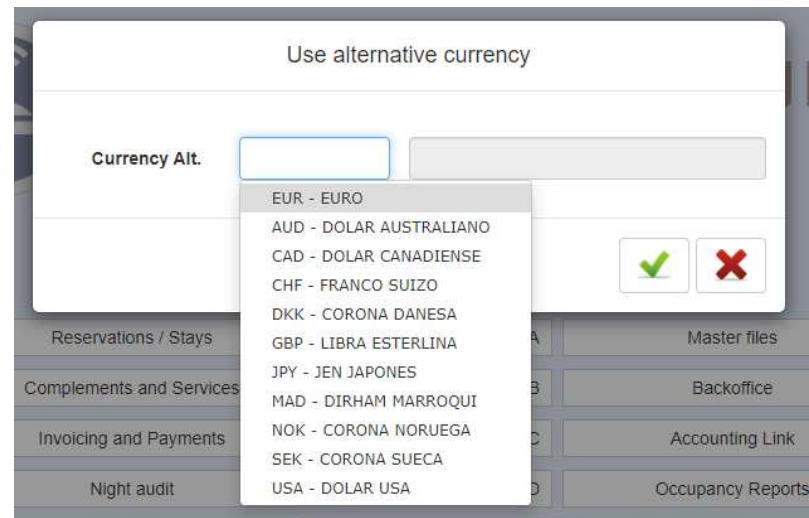 Use alternative currency
Currency Alt.
EUR - EURO
AUD - DOLAR AUSTRALIANO
CAD - DOLAR CANADIENSE
CHF - FRANCO SUIZO
DKK - CORONA DANESA
GBP - LIBRA ESTERLINA
JPY - JEN JAPONES
MAD - DIRHAM MARROQUI
NOK - CORONA NORUEGA
SEK - CORONA SUECA
USA - DOLAR USA
Reservations / Stays A Master files
Complements and Services B Backoffice
Invoicing and Payments C Accounting Link
Night audit D Occupancy Reports